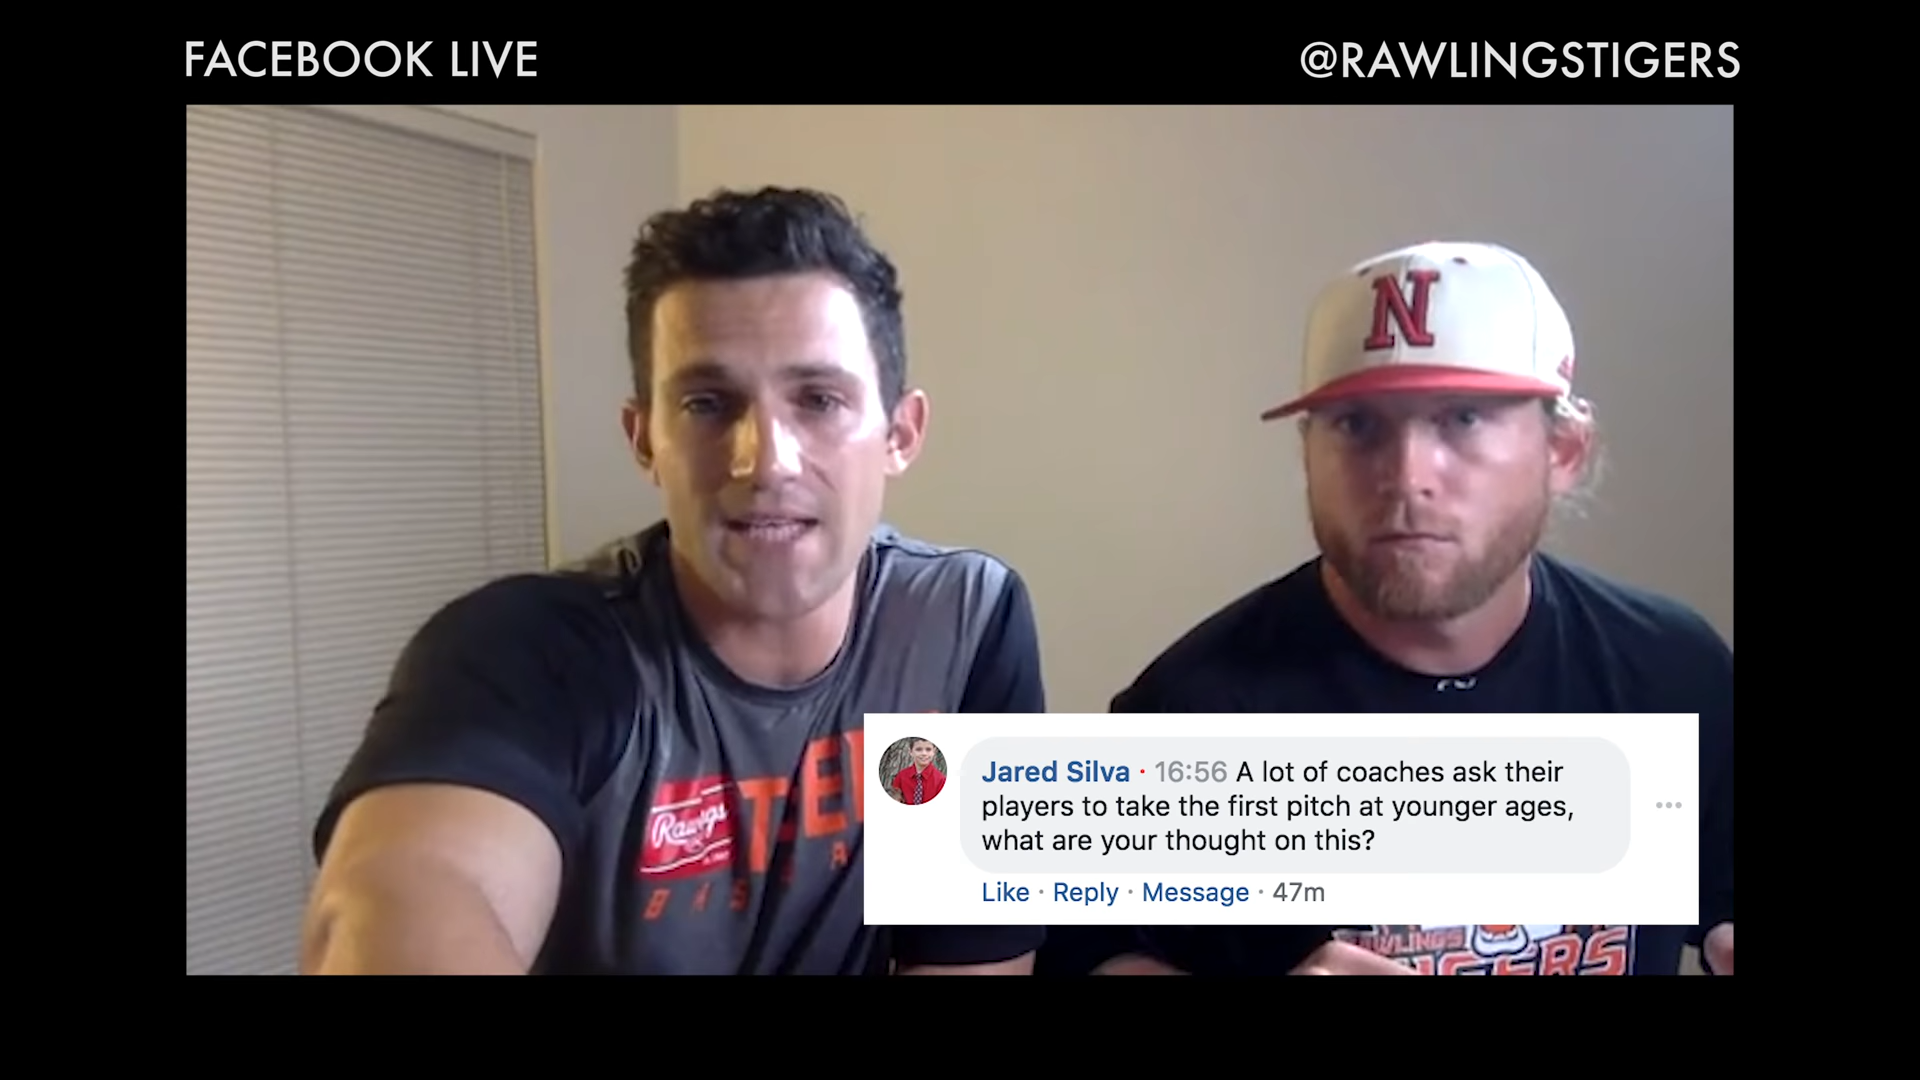 FACEBOOK LIVE
@RAWLINGSTIGERS
N
Rawlings
Jared Silva · 16:56 A lot of coaches ask their
players to take the first pitch at younger ages,
what are your thought on this?
Like · Reply · Message · 47m